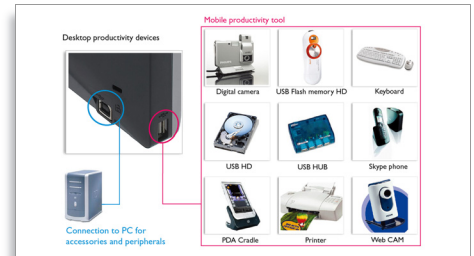 Mobile productivity tool
Desktop productivity devices
Digital camera
USB Flash memory HD
Keyboard
USB HD
USB HUB
Skype phone
Connection to PC for
accessories and peripherals
PDA Cradle
Printer
Web CAM